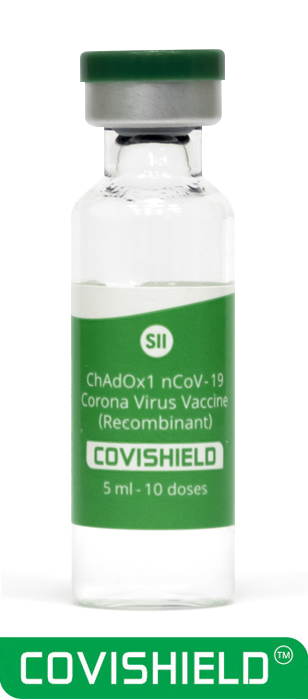 SII
ChAdOx1 nCoV-19
Corona Virus Vaccine
(Recombinant)
COVISHIELD
5 ml - 10 doses
COVISHIELD™